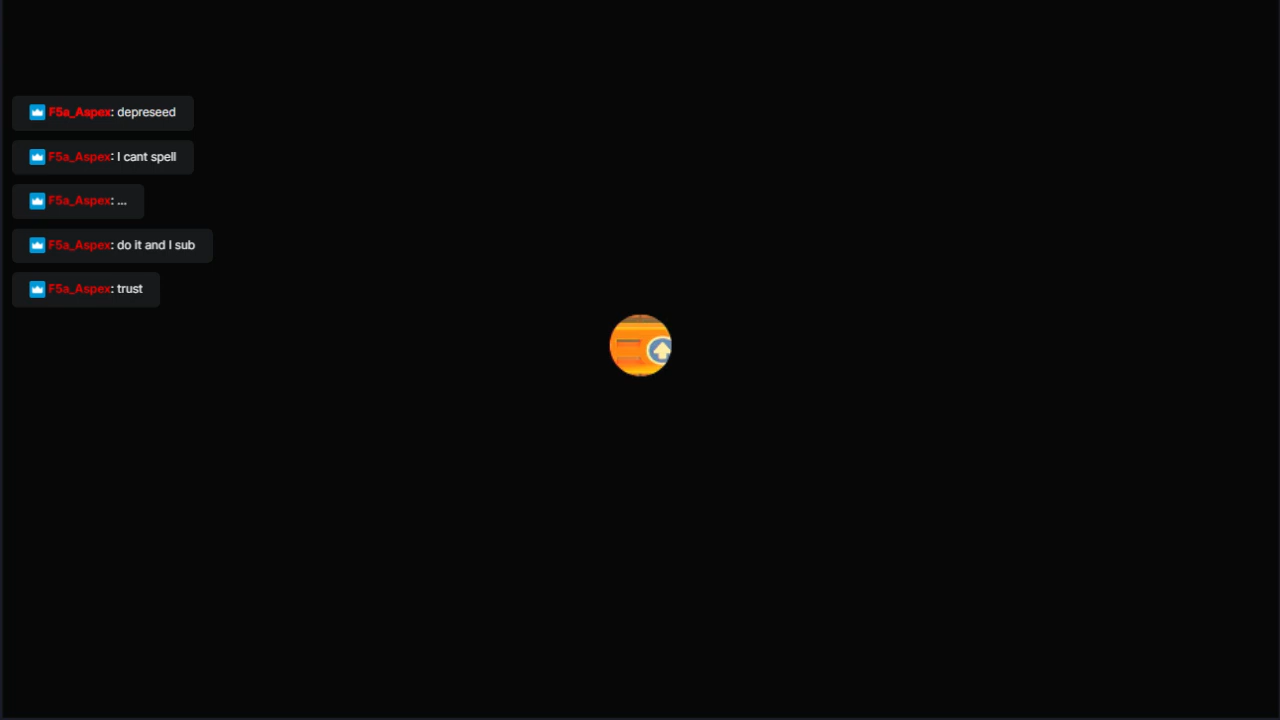 F5a_Aspex: depreseed
F5a_Aspex: I cant spell
F5a_Aspex: ...
F5a_Aspex: do it and I sub
F5a_Aspex: trust